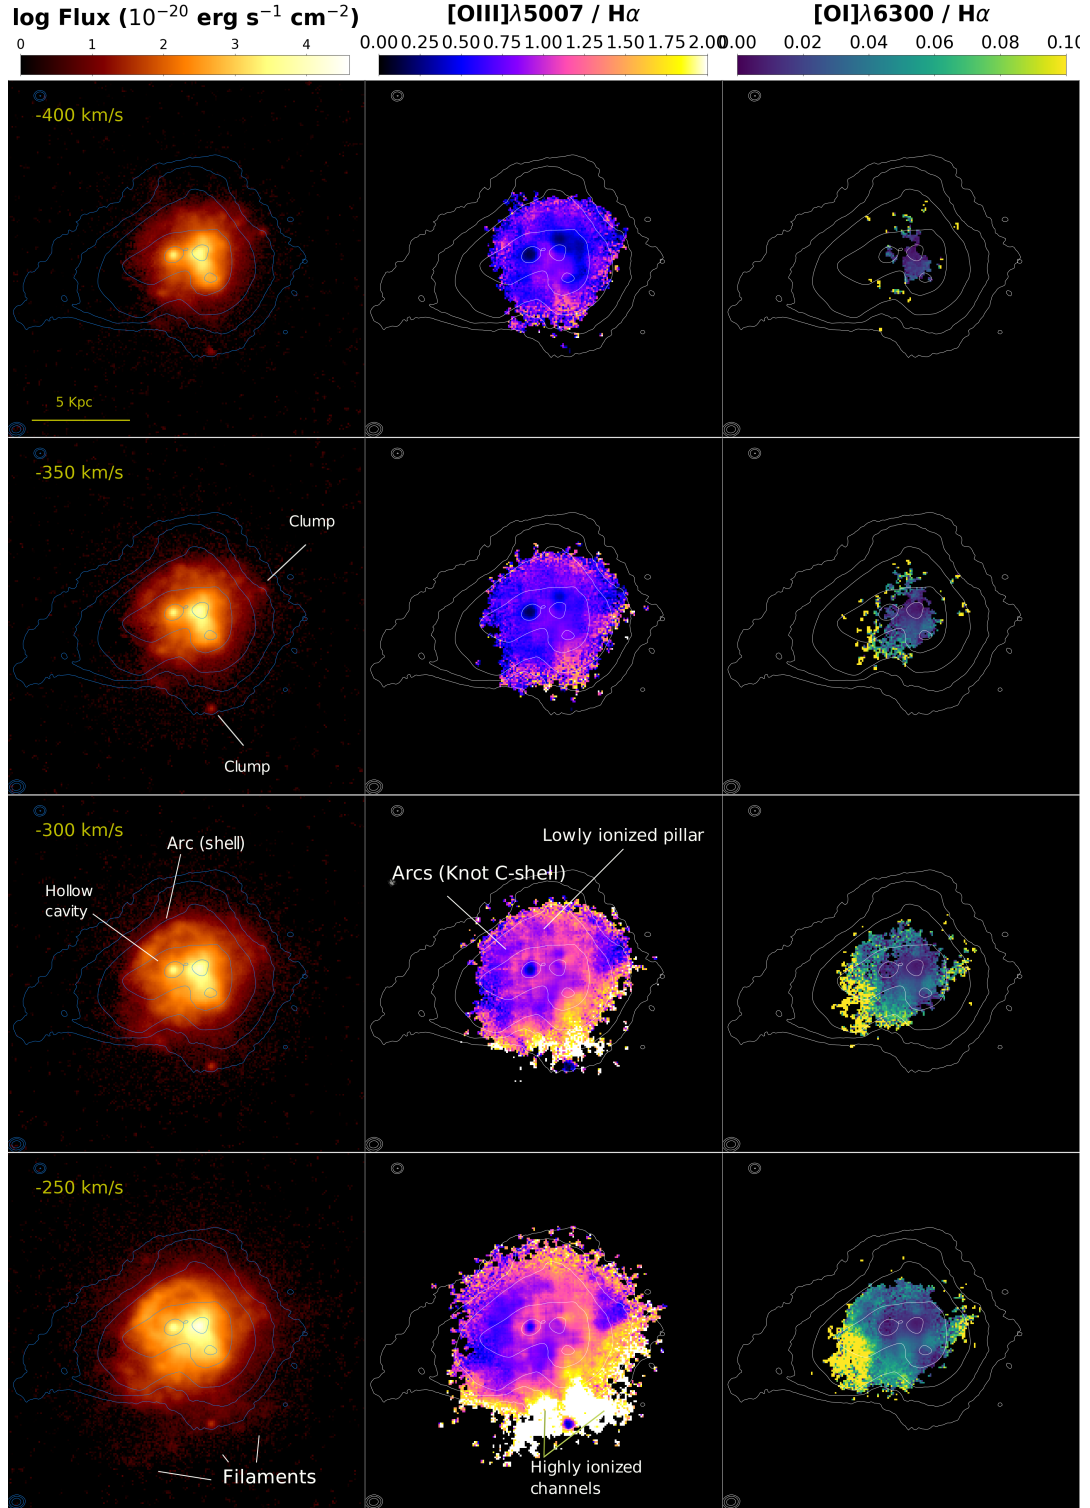 log Flux (10⁻²⁰ erg s⁻¹ cm⁻²)
[OIII]λ5007 / Hα
[OI]λ6300 / Hα
0 1 2 3 4
0.00 0.25 0.50 0.75 1.00 1.25 1.50 1.75 2.00
0.00 0.02 0.04 0.06 0.08 0.10
-400 km/s
5 Kpc
-350 km/s
Clump
Clump
-300 km/s
Arc (shell)
Hollow
cavity
Lowly ionized pillar
Arcs (Knot C-shell)
-250 km/s
Filaments
Highly ionized
channels